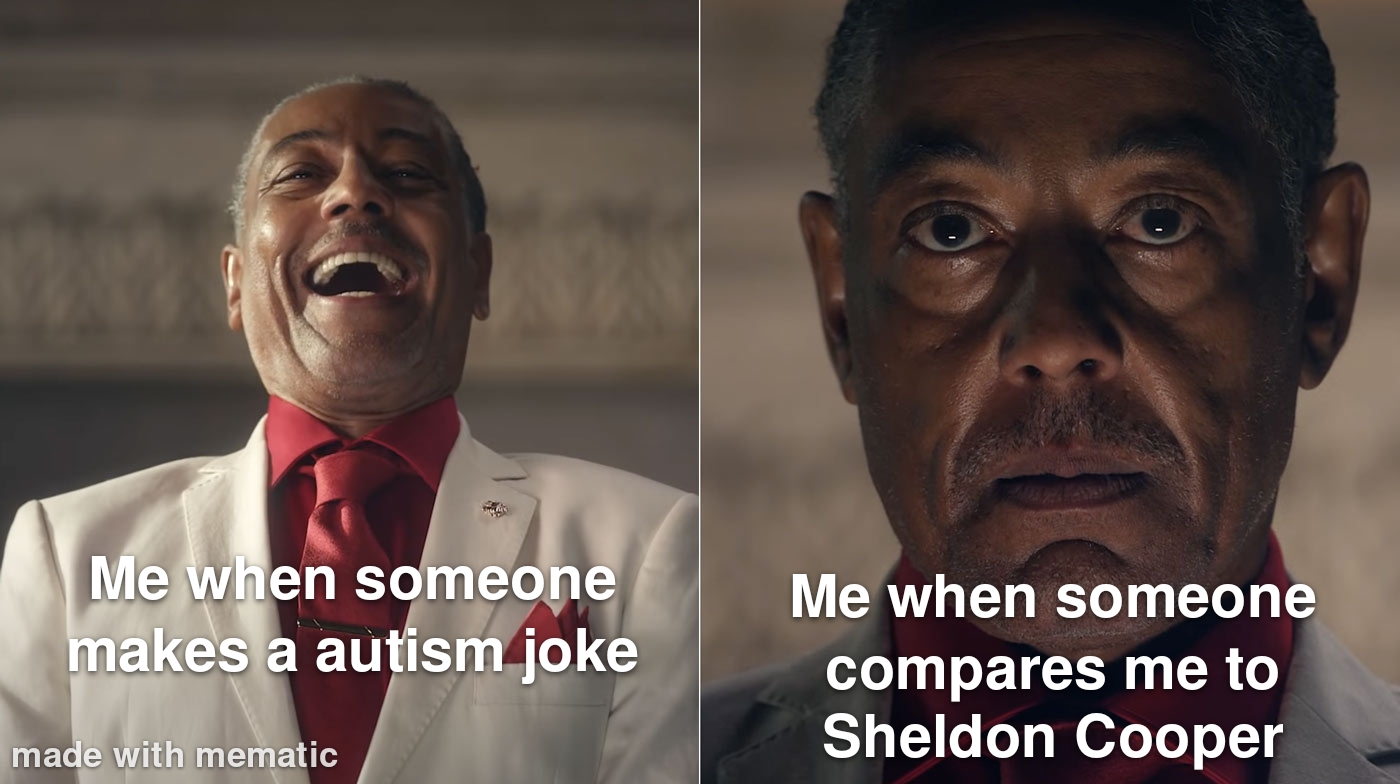 Me when someone
makes a autism joke
made with mematic
Me when someone
compares me to
Sheldon Cooper